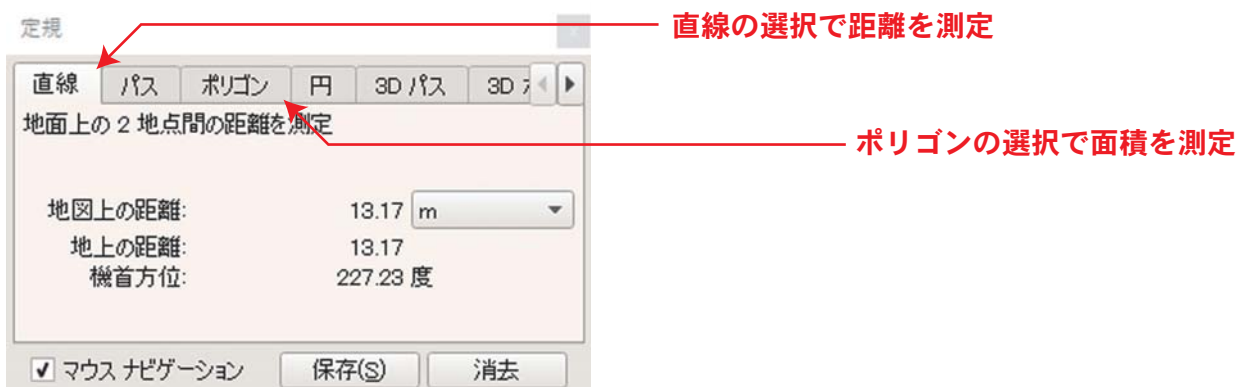 定規
直線の選択で距離を測定
直線 パス ポリゴン 円 3D パス 3D
地面上の 2 地点間の距離を測定
ポリゴンの選択で面積を測定
地図上の距離: 13.17 m
地上の距離: 13.17
機首方位: 227.23 度
マウス ナビゲーション 保存(S) 消去